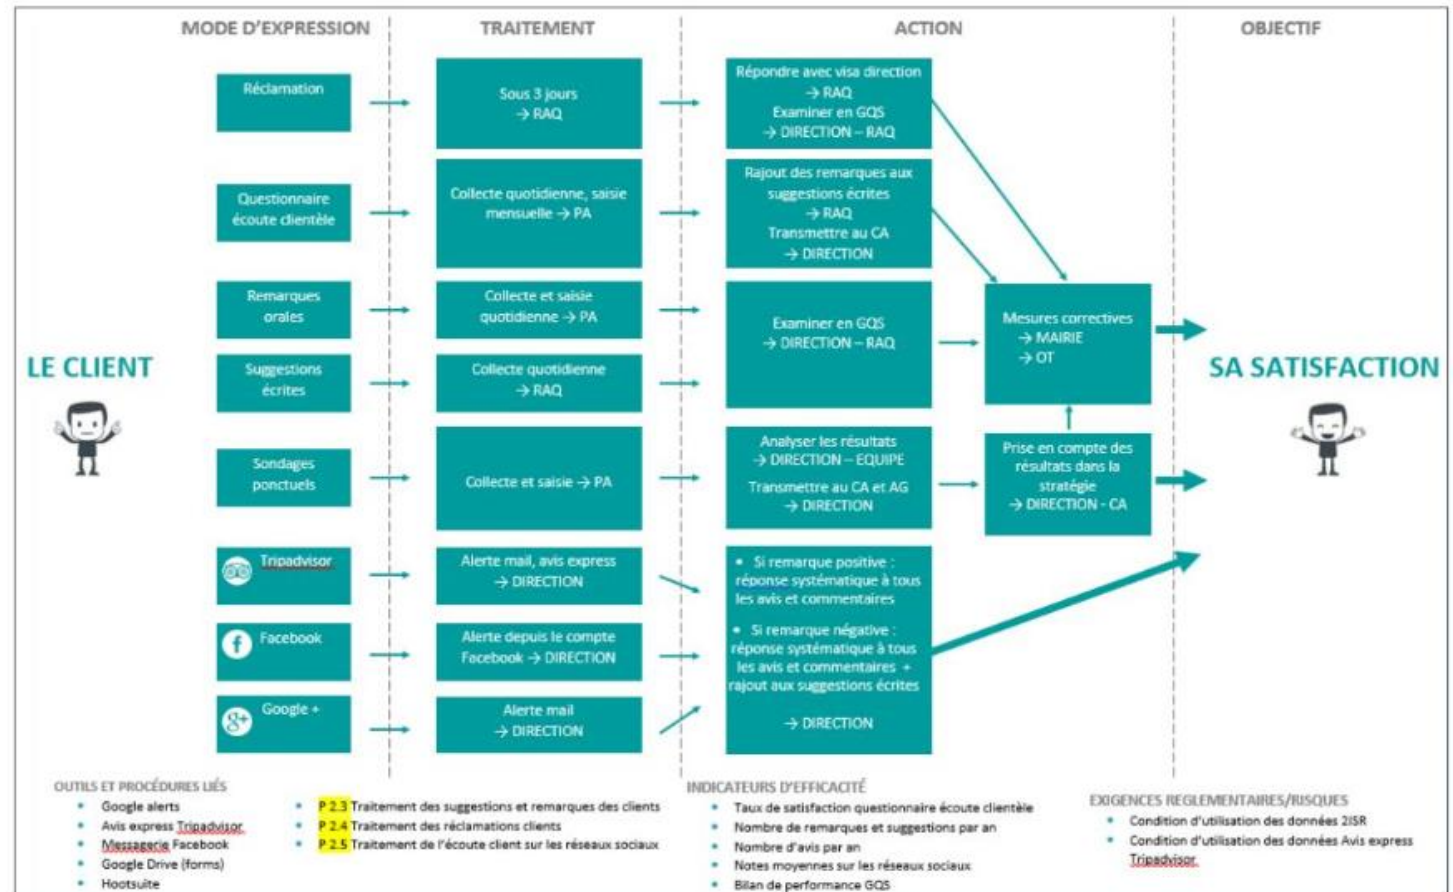 MODE D'EXPRESSION
TRAITEMENT
ACTION
OBJECTIF
LE CLIENT
Réclamation
Sous 3 jours
→ RAQ
Répondre avec visa direction
→ RAQ
Examiner en GQS
→ DIRECTION – RAQ
Questionnaire
écoute clientèle
Collecte quotidienne, saisie
mensuelle → PA
Rajout des remarques aux
suggestions écrites
→ RAQ
Transmettre au CA
→ DIRECTION
Remarques
orales
Collecte et saisie
quotidienne → PA
Suggestions
écrites
Collecte quotidienne
→ RAQ
Examiner en GQS
→ DIRECTION – RAQ
Mesures correctives
→ MAIRIE
→ OT
Sondages
ponctuels
Collecte et saisie → PA
Analyser les résultats
→ DIRECTION – EQUIPE
Transmettre au CA et AG
→ DIRECTION
Prise en compte des
résultats dans la
stratégie
→ DIRECTION - CA
Tripadvisor
Alerte mail, avis express
→ DIRECTION
f Facebook
Alerte depuis le compte
Facebook → DIRECTION
g+ Google +
Alerte mail
→ DIRECTION
• Si remarque positive :
réponse systématique à tous
les avis et commentaires
• Si remarque négative :
réponse systématique à tous
les avis et commentaires +
rajout aux suggestions écrites
→ DIRECTION
SA SATISFACTION
OUTILS ET PROCÉDURES LIÉS
• Google alerts
• Avis express Tripadvisor
• Messagerie Facebook
• Google Drive (forms)
• Hootsuite
• P 2.3 Traitement des suggestions et remarques des clients
• P 2.4 Traitement des réclamations clients
• P 2.5 Traitement de l'écoute client sur les réseaux sociaux
INDICATEURS D'EFFICACITÉ
• Taux de satisfaction questionnaire écoute clientèle
• Nombre de remarques et suggestions par an
• Nombre d'avis par an
• Notes moyennes sur les réseaux sociaux
• Bilan de performance GQS
EXIGENCES REGLEMENTAIRES/RISQUES
• Condition d'utilisation des données 2ISR
• Condition d'utilisation des données Avis express
Tripadvisor